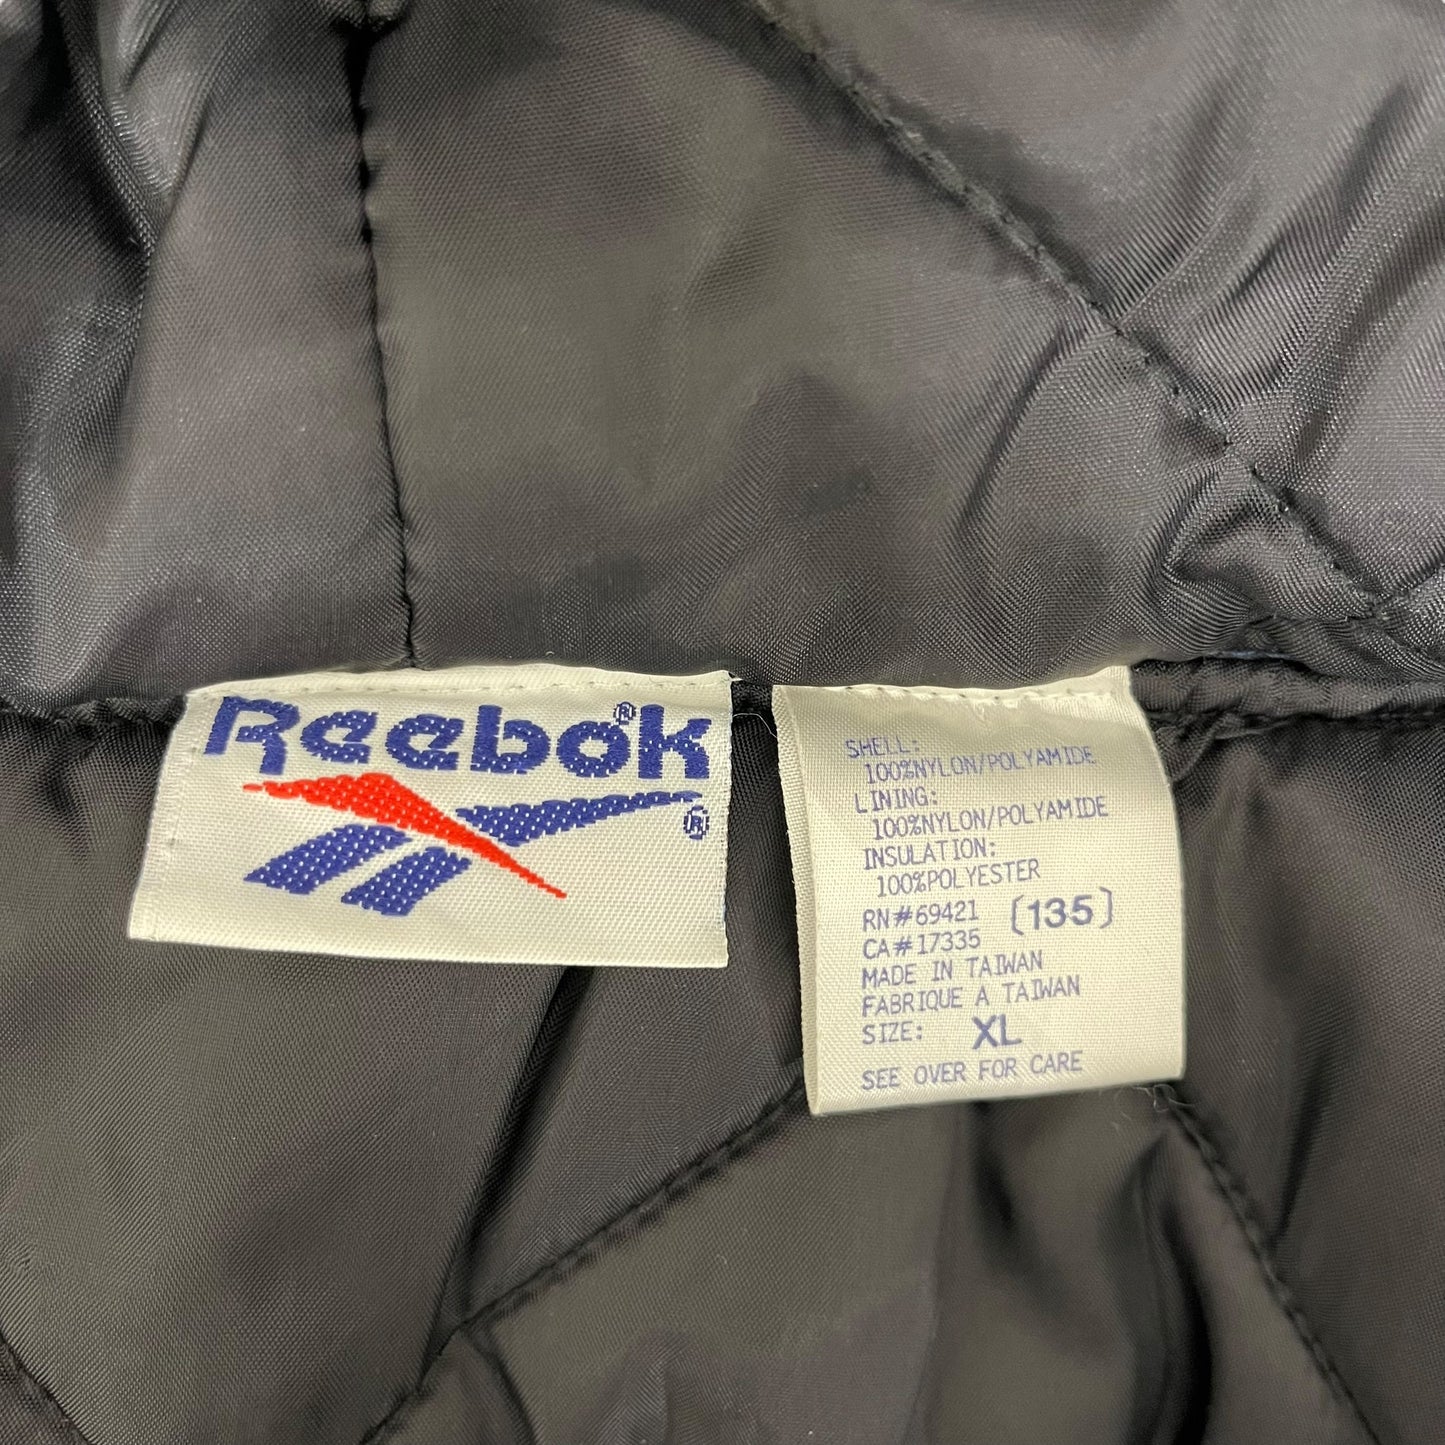 Reebok®
®
SHELL:
100%NYLON/POLYAMIDE
LINING:
100%NYLON/POLYAMIDE
INSULATION:
100%POLYESTER
RN#69421 (135)
CA#17335
MADE IN TAIWAN
FABRIQUE A TAIWAN
SIZE: XL
SEE OVER FOR CARE